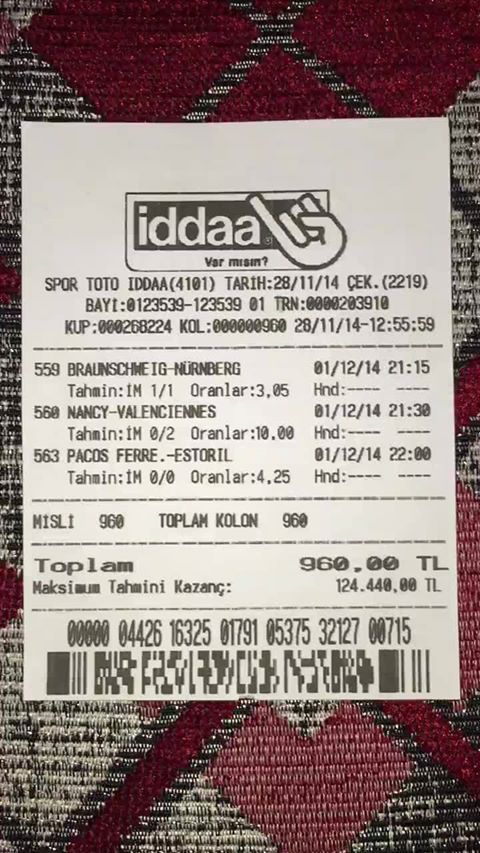 iddaa
Var mısın?
SPOR TOTO IDDAA(4101) TARİH:28/11/14 ÇEK.(2219)
BAYİ:0123539-123539 01 TRN:0000203910
KUP:000268224 KOL:000000960 28/11/14-12:55:59
559 BRAUNSCHWEIG-NÜRNBERG 01/12/14 21:15
Tahmin:İM 1/1 Oranlar:3,05 Hnd:---- ----
560 NANCY-VALENCIENNES 01/12/14 21:30
Tahmin:İM 0/2 Oranlar:10,00 Hnd:---- ----
563 PACOS FERRE.-ESTORIL 01/12/14 22:00
Tahmin:İM 0/0 Oranlar:4,25 Hnd:---- ----
MISLİ 960 TOPLAM KOLON 960
Toplam 960,00 TL
Maksimum Tahmini Kazanç: 124.440,00 TL
00000 04426 16325 01791 05375 32127 00715